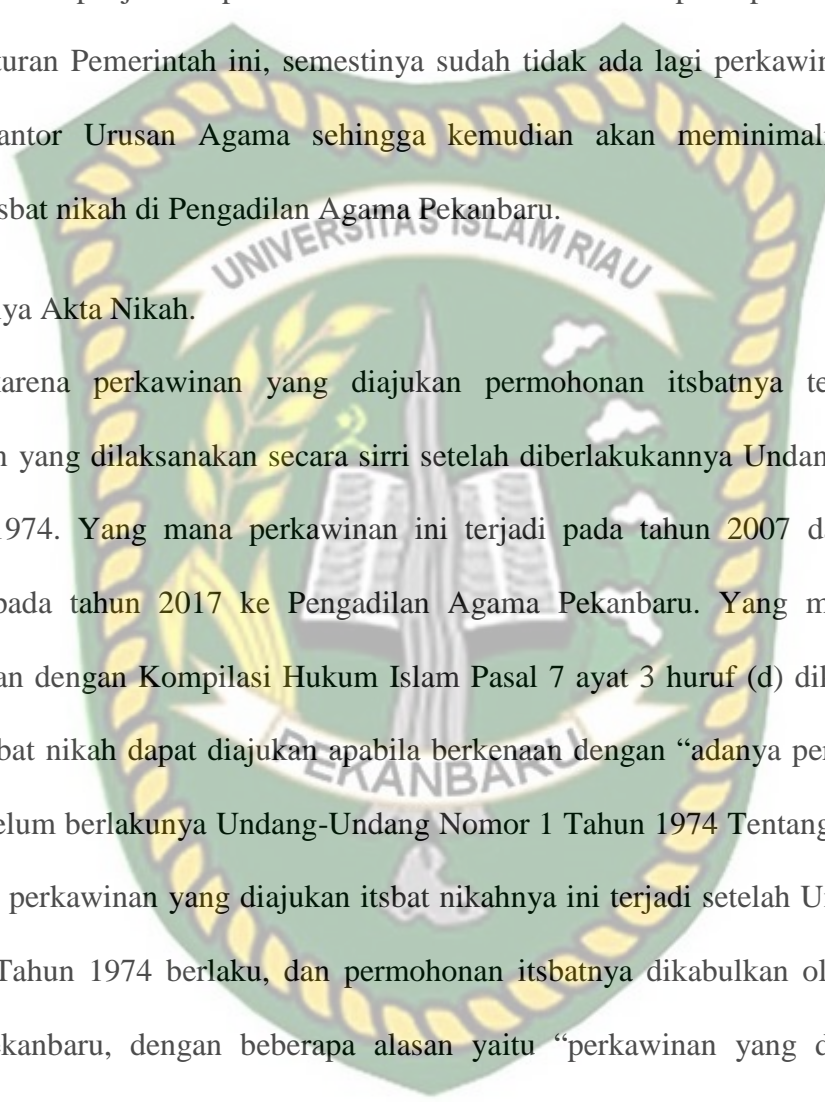 turan Pemerintah ini, semestinya sudah tidak ada lagi perkawin
antor Urusan Agama sehingga kemudian akan meminimal
sbat nikah di Pengadilan Agama Pekanbaru.
UNIVERSITAS ISLAM RIAU
ya Akta Nikah.
karena perkawinan yang diajukan permohonan itsbatnya te
n yang dilaksanakan secara sirri setelah diberlakukannya Undan
1974. Yang mana perkawinan ini terjadi pada tahun 2007 d
pada tahun 2017 ke Pengadilan Agama Pekanbaru. Yang m
an dengan Kompilasi Hukum Islam Pasal 7 ayat 3 huruf (d) dil
bat nikah dapat diajukan apabila berkenaan dengan “adanya per
PEKANBARU
elum berlakunya Undang-Undang Nomor 1 Tahun 1974 Tentang
perkawinan yang diajukan itsbat nikahnya ini terjadi setelah U
Tahun 1974 berlaku, dan permohonan itsbatnya dikabulkan ol
ekanbaru, dengan beberapa alasan yaitu “perkawinan yang d